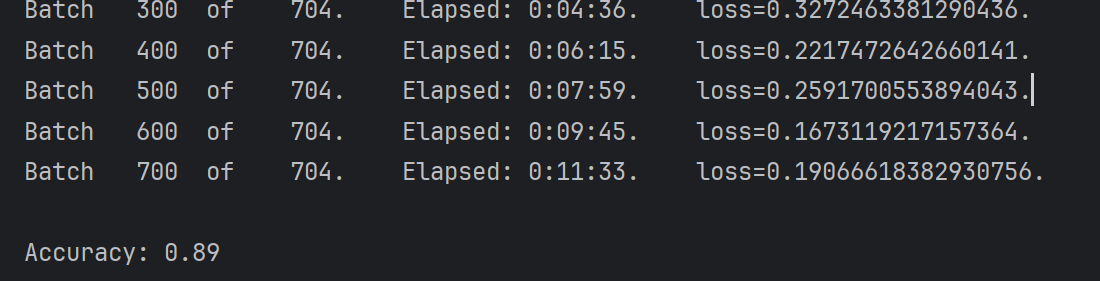 Batch   300  of    704.    Elapsed: 0:04:36.    loss=0.3272463381290436.
Batch   400  of    704.    Elapsed: 0:06:15.    loss=0.2217472642660141.
Batch   500  of    704.    Elapsed: 0:07:59.    loss=0.2591700553894043.
Batch   600  of    704.    Elapsed: 0:09:45.    loss=0.1673119217157364.
Batch   700  of    704.    Elapsed: 0:11:33.    loss=0.19066618382930756.
Accuracy: 0.89